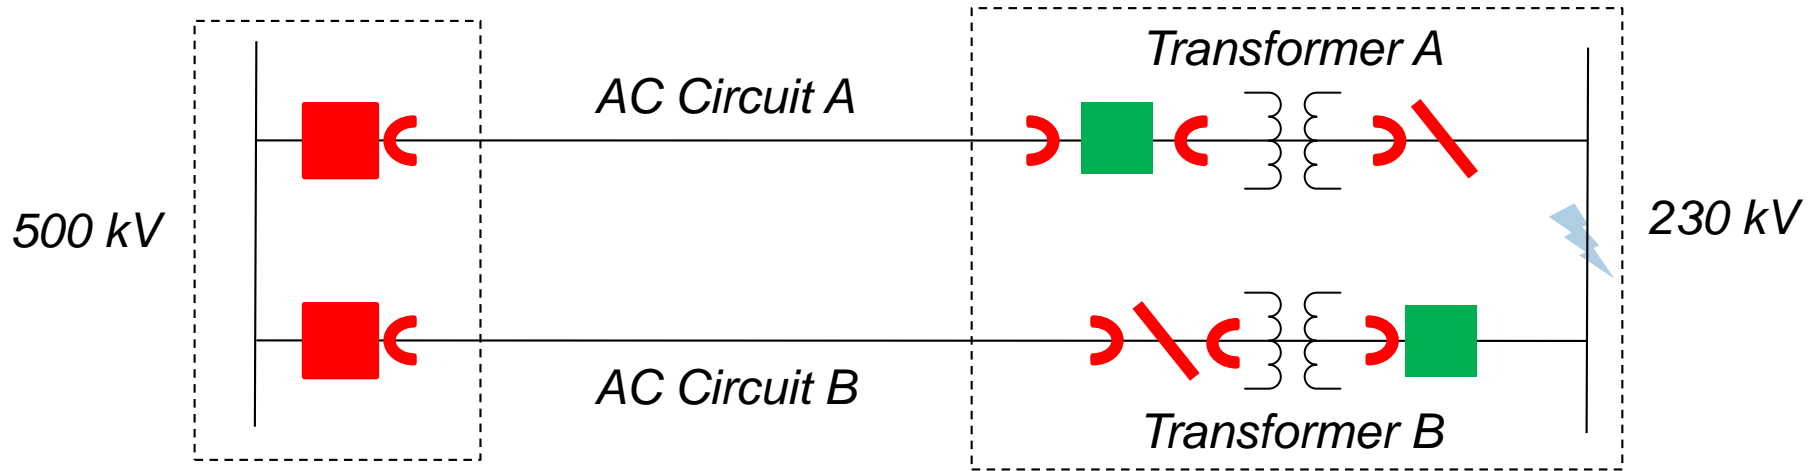 Transformer A
AC Circuit A
500 kV
230 kV
AC Circuit B
Transformer B